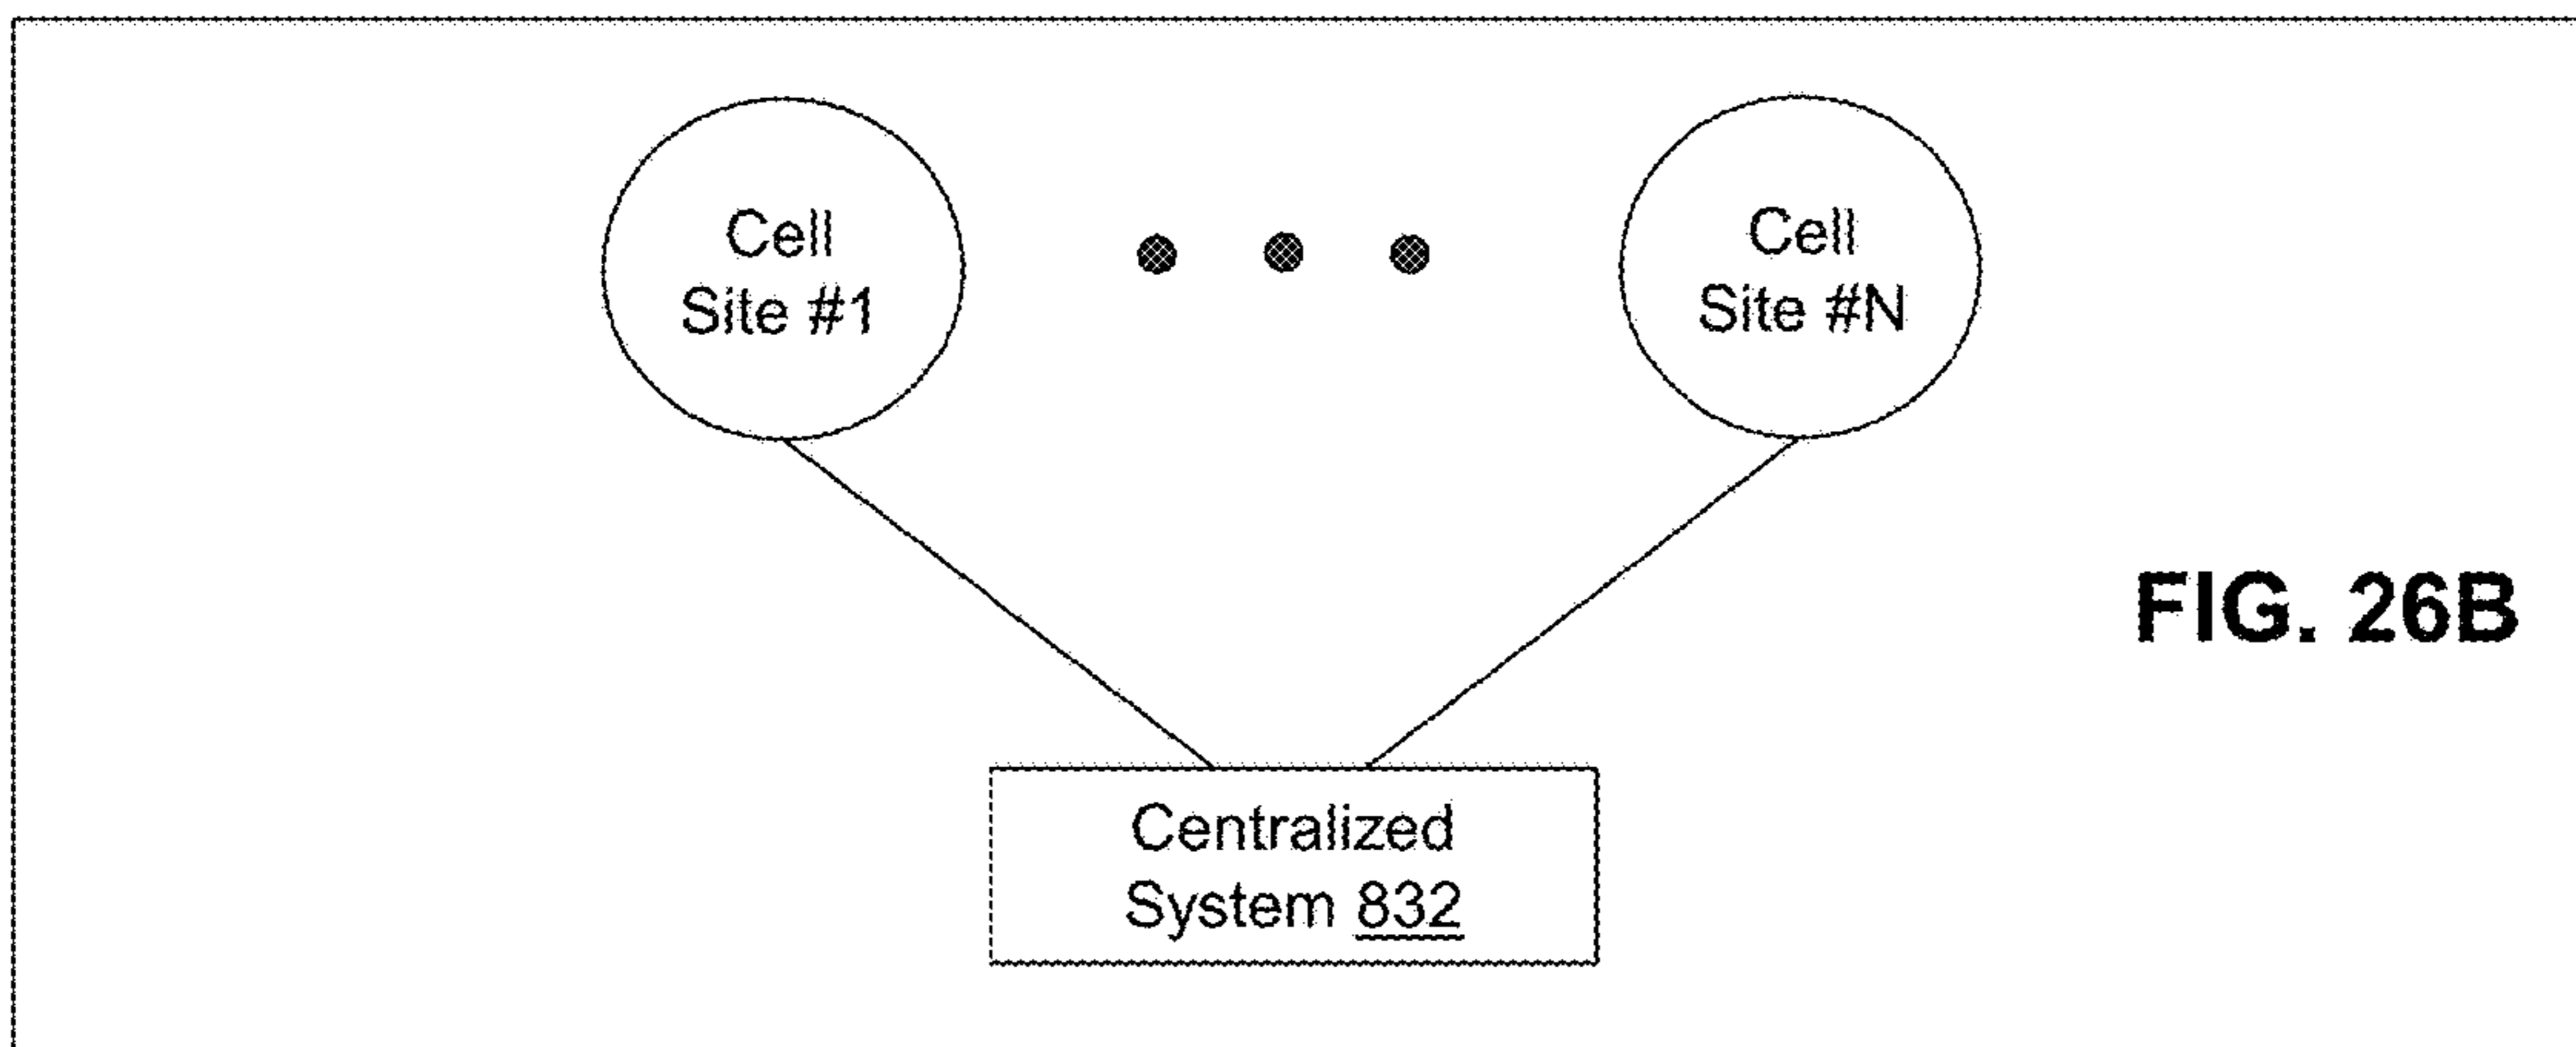 Cell
Site #1
Cell
Site #N
FIG. 26B
Centralized
System 832